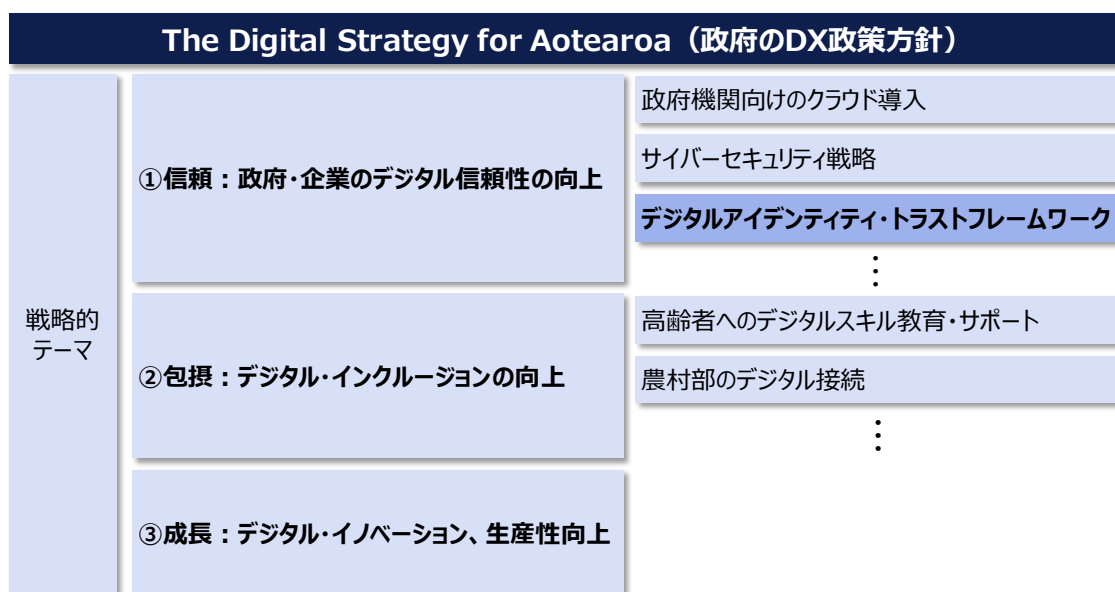 The Digital Strategy for Aotearoa（政府のDX政策方針）
戦略的
テーマ
①信頼：政府・企業のデジタル信頼性の向上
政府機関向けのクラウド導入
サイバーセキュリティ戦略
デジタルアイデンティティ・トラストフレームワーク
⋮
②包摂：デジタル・インクルージョンの向上
高齢者へのデジタルスキル教育・サポート
農村部のデジタル接続
⋮
③成長：デジタル・イノベーション、生産性向上